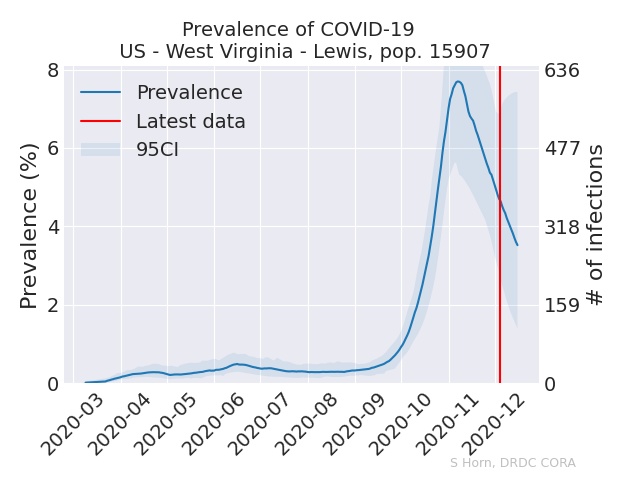 Prevalence of COVID-19
US - West Virginia - Lewis, pop. 15907
Prevalence
Latest data
95CI
8
6
4
2
0
636
477
318
159
0
Prevalence (%)
# of infections
2020-03
2020-04
2020-05
2020-06
2020-07
2020-08
2020-09
2020-10
2020-11
2020-12
S Horn, DRDC CORA